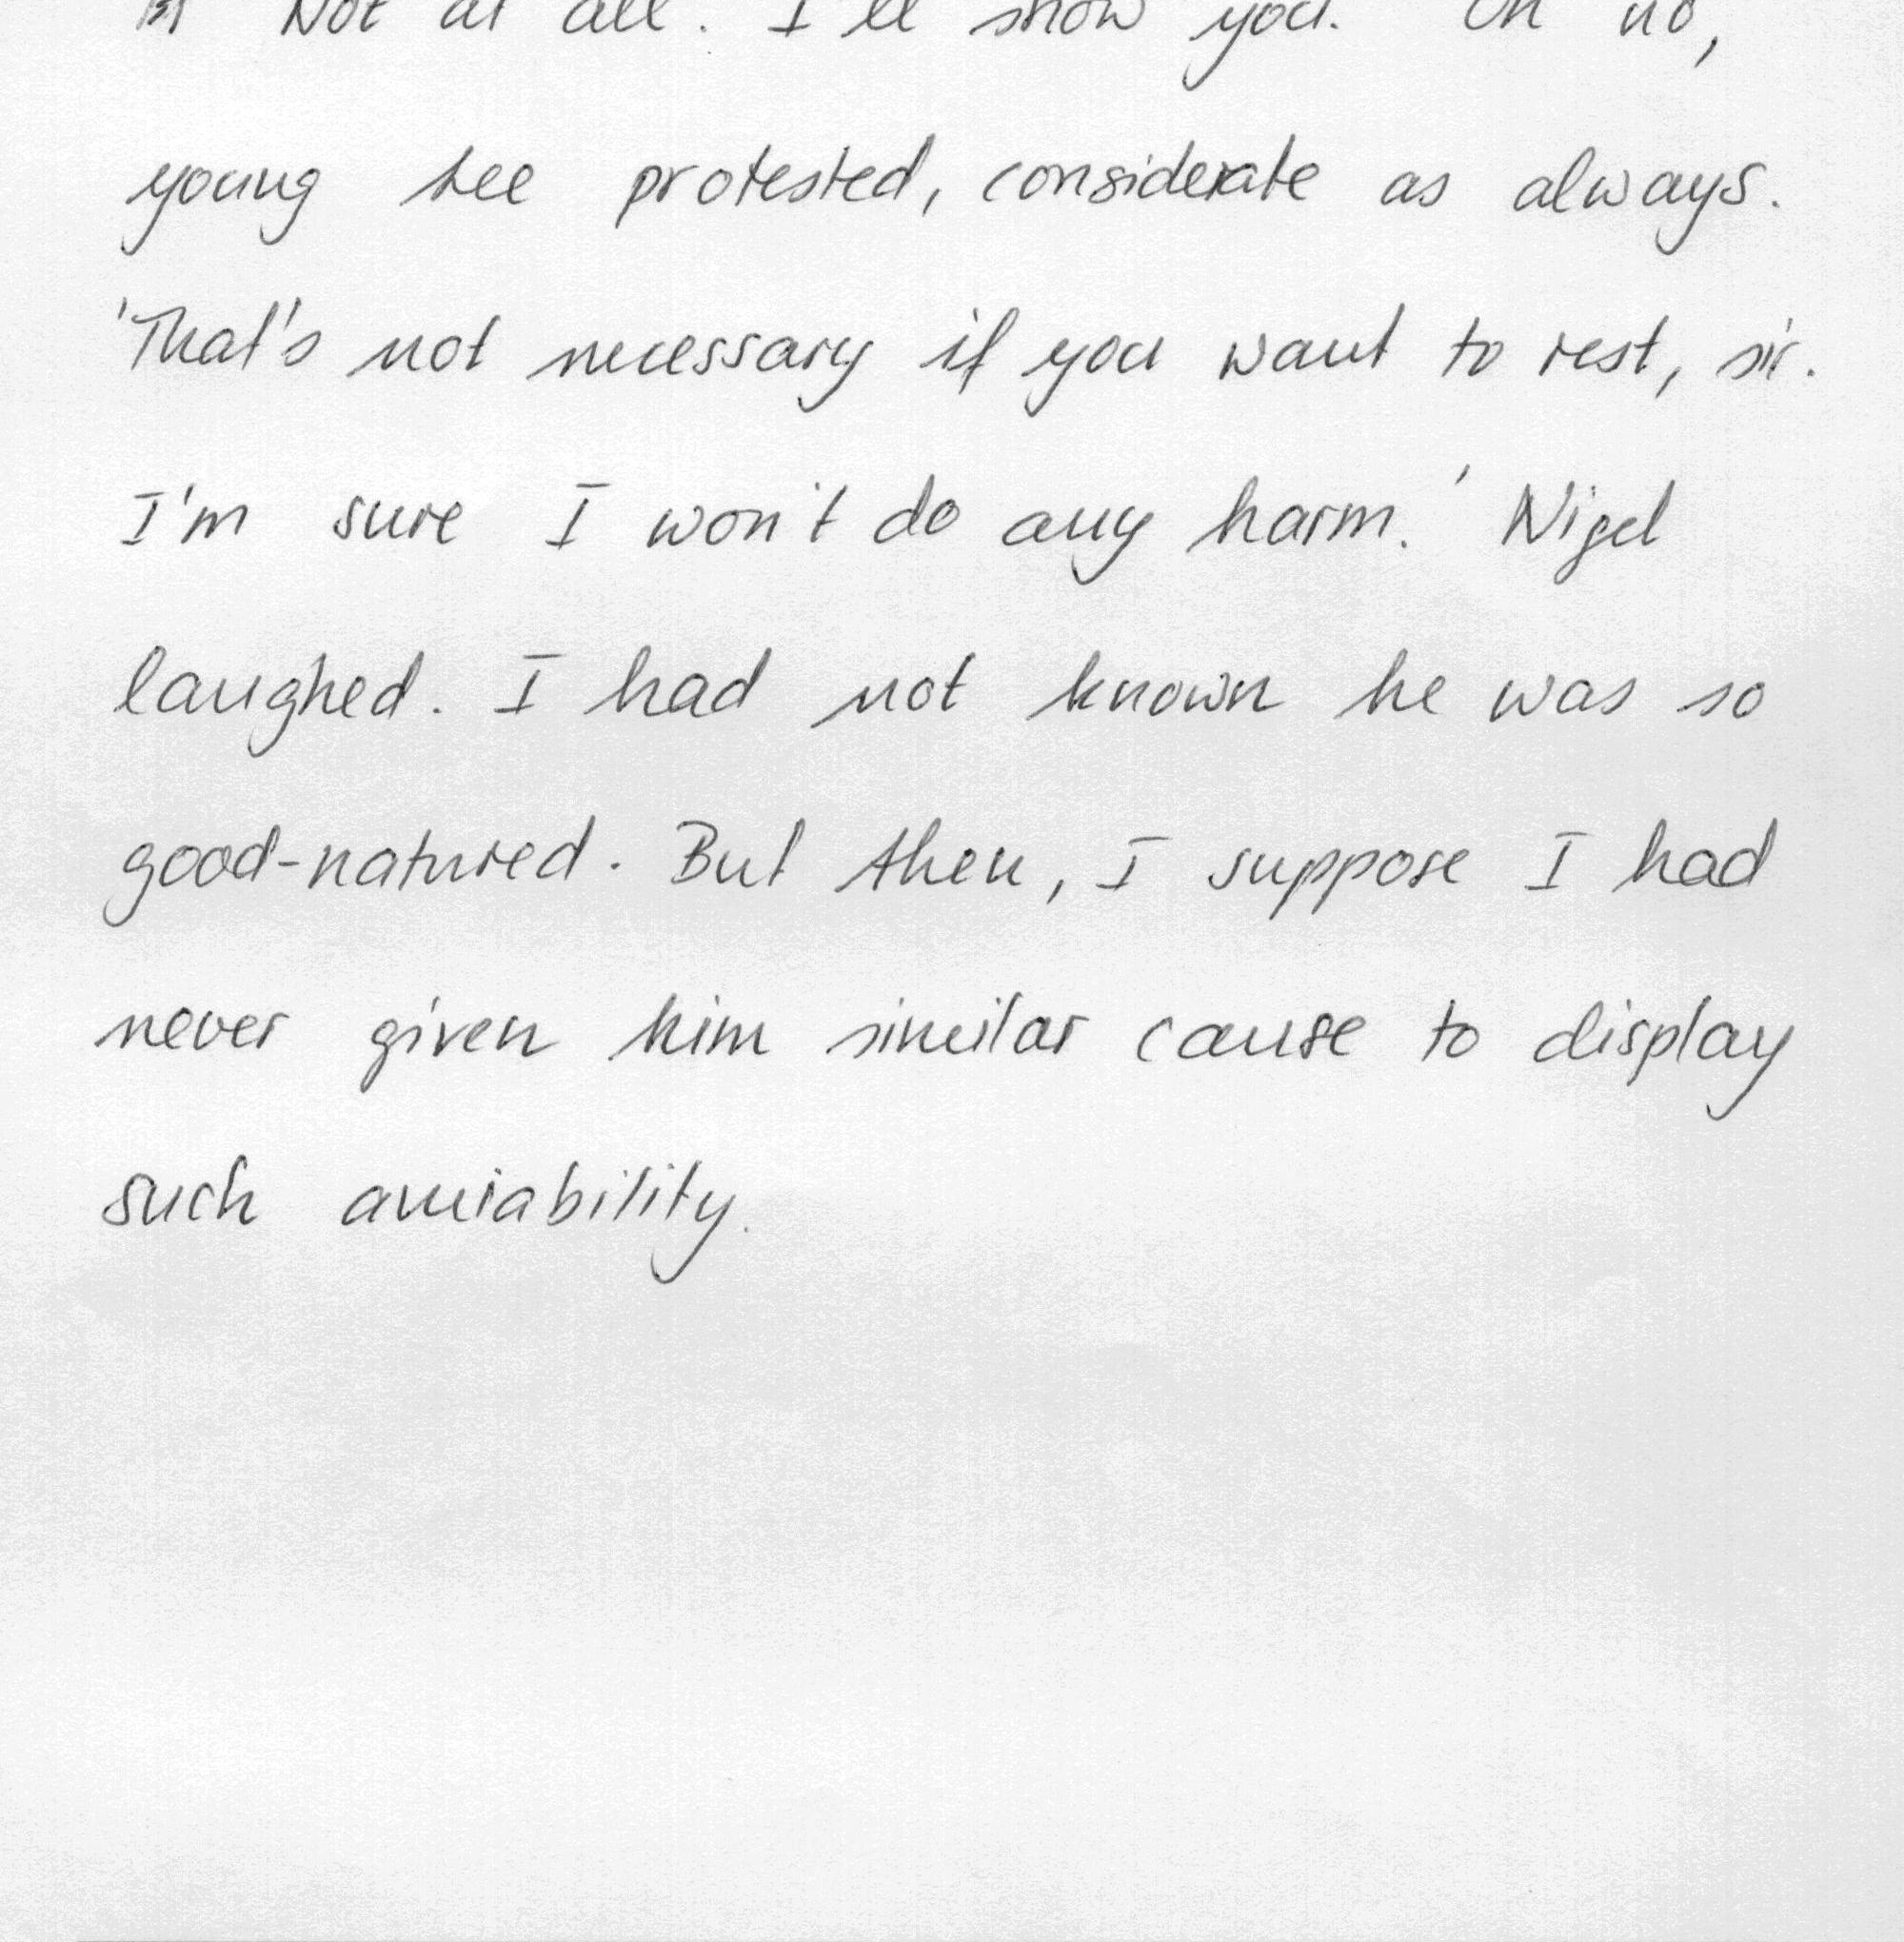 Not at all. I'll show you. Oh no,
young Lee protested, considerate as always.
'That's not necessary if you want to rest, sir.
I'm sure I won't do any harm.' Nigel
laughed. I had not known he was so
good-natured. But then, I suppose I had
never given him similar cause to display
such amiability.